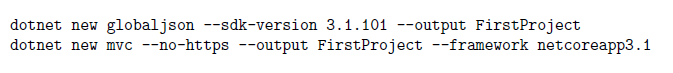 dotnet new globaljson --sdk-version 3.1.101 --output FirstProject
dotnet new mvc --no-https --output FirstProject --framework netcoreapp3.1